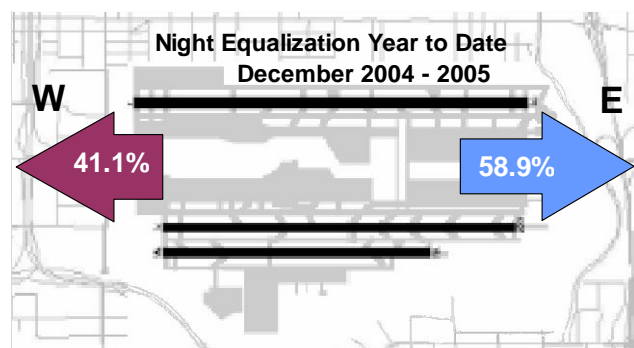 Night Equalization Year to Date
December 2004 - 2005
W
E
41.1%
58.9%